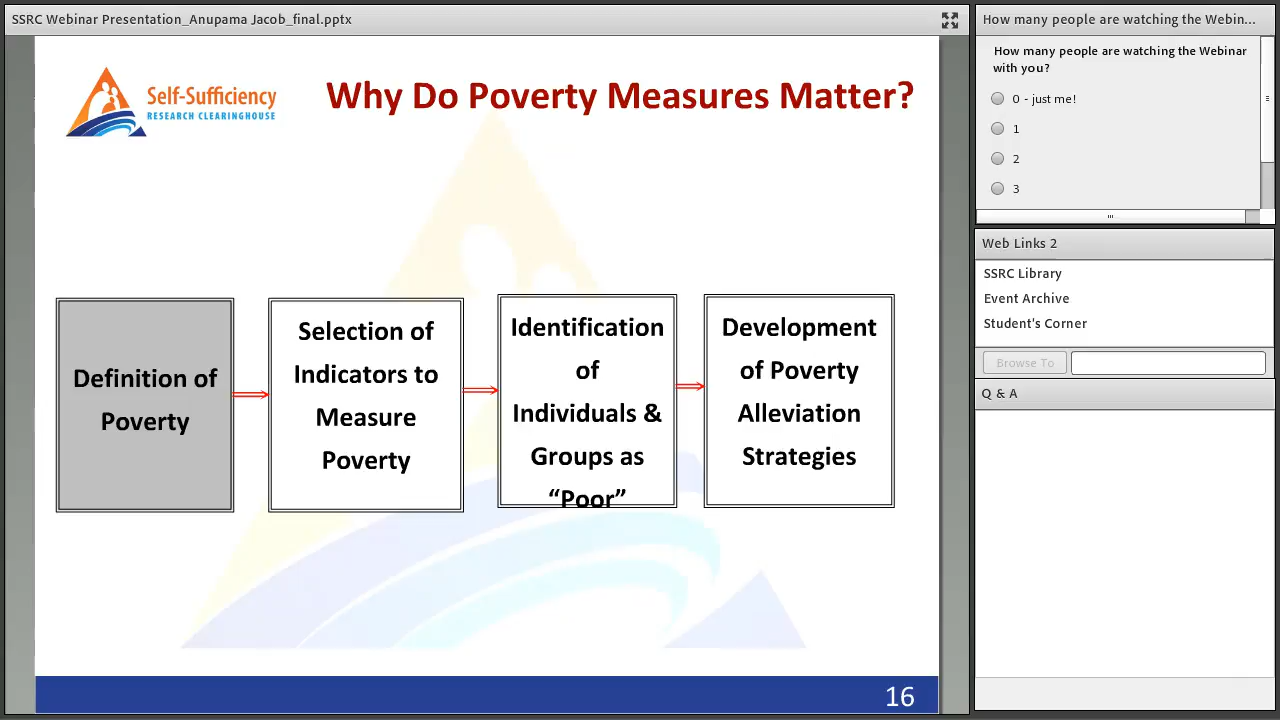 SSRC Webinar Presentation_Anupama Jacob_final.pptx
Self-Sufficiency
RESEARCH CLEARINGHOUSE
Why Do Poverty Measures Matter?
Definition of
Poverty
Selection of
Indicators to
Measure
Poverty
Identification
of
Individuals &
Groups as
“Poor”
Development
of Poverty
Alleviation
Strategies
16
How many people are watching the Webin...
How many people are watching the Webinar
with you?
0 - just me!
1
2
3
Web Links 2
SSRC Library
Event Archive
Student's Corner
Browse To
Q & A